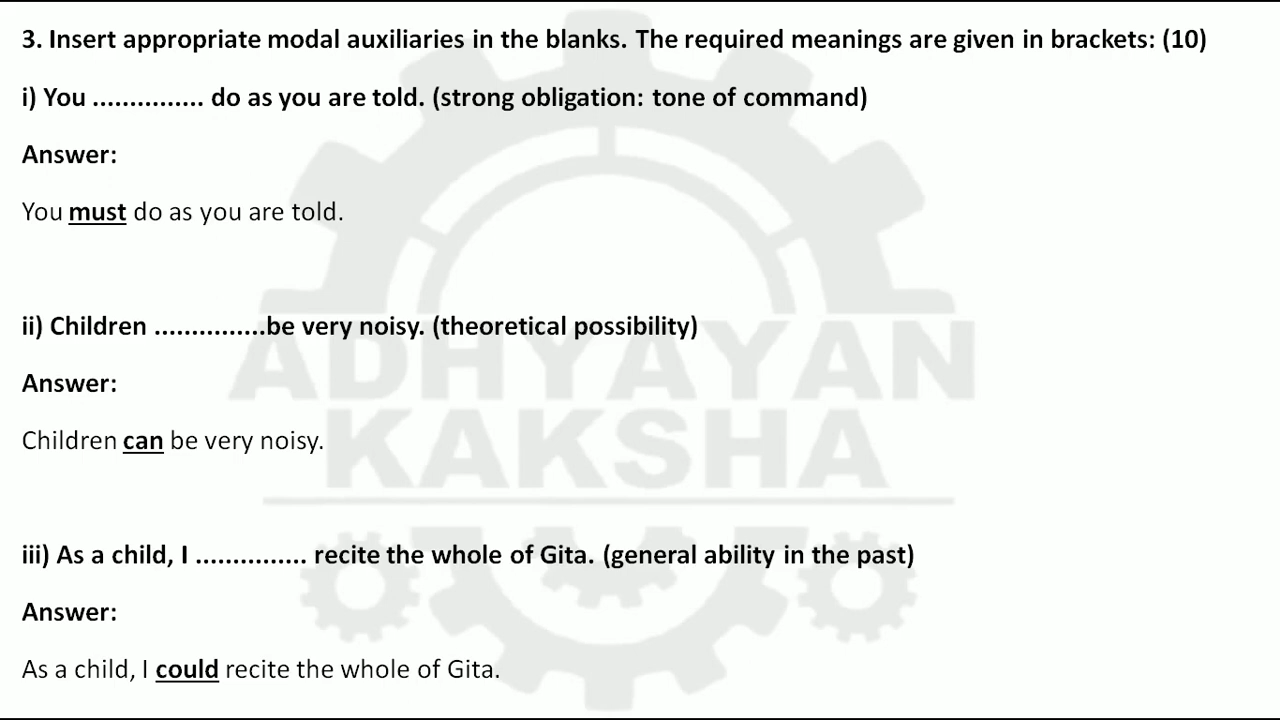 3. Insert appropriate modal auxiliaries in the blanks. The required meanings are given in brackets: (10)
i) You ............... do as you are told. (strong obligation: tone of command)
Answer:
You must do as you are told.
ii) Children ...............be very noisy. (theoretical possibility)
ADHYAYAN
Answer:
Children can be very noisy.
KAKSHA
iii) As a child, I ............... recite the whole of Gita. (general ability in the past)
Answer:
As a child, I could recite the whole of Gita.